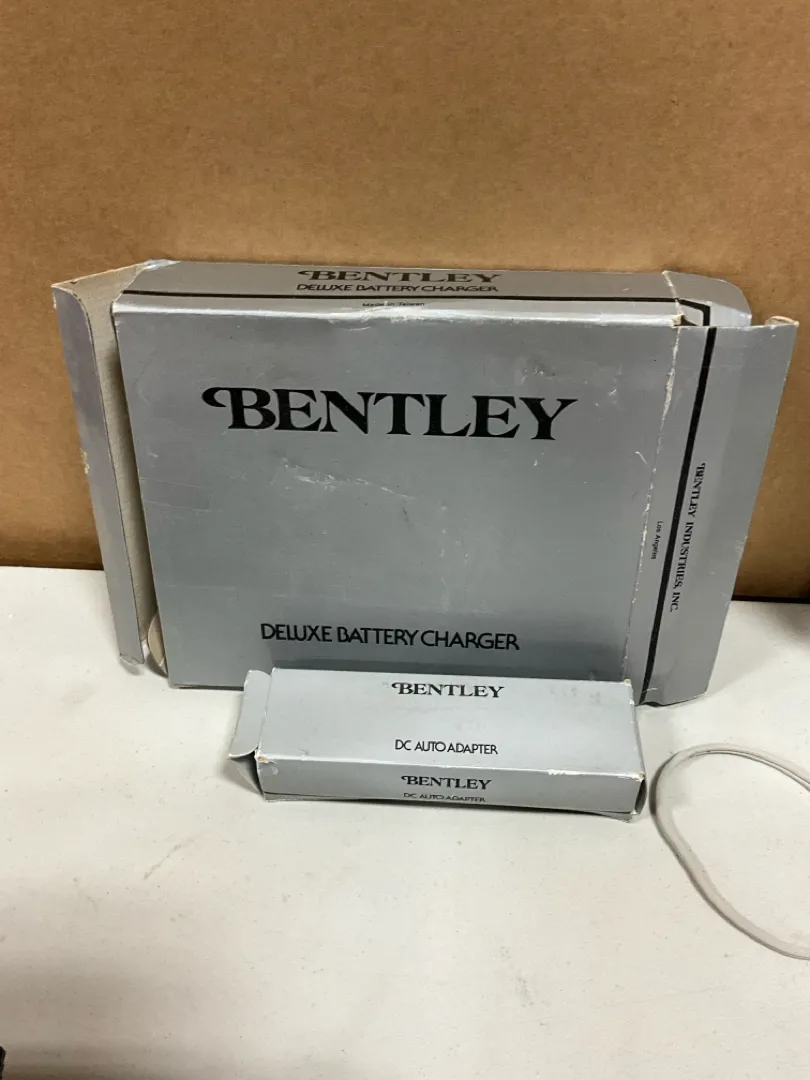 BENTLEY
DELUXE BATTERY CHARGER
Made in Taiwan
BENTLEY
DELUXE BATTERY CHARGER
BENTLEY INDUSTRIES, INC.
Los Angeles
BENTLEY
DC AUTO ADAPTER
BENTLEY
DC AUTO ADAPTER